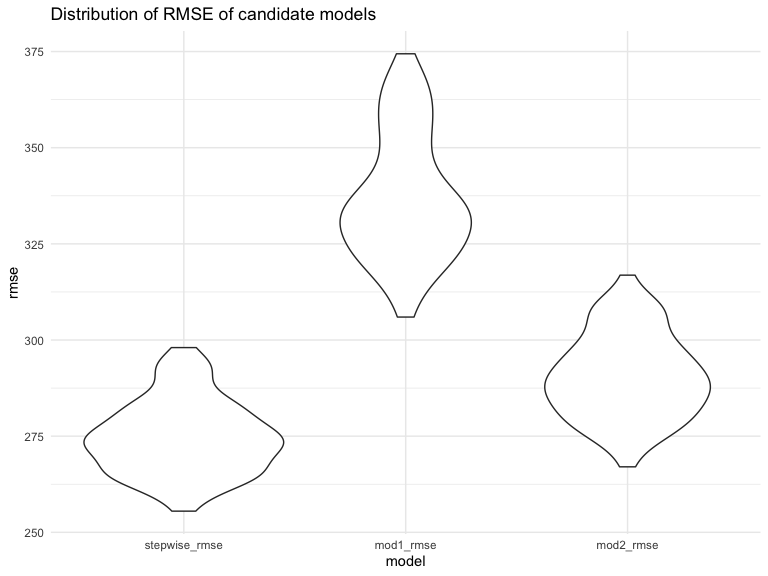 Distribution of RMSE of candidate models
375
350
325
300
275
250
rmse
stepwise_rmse mod1_rmse mod2_rmse
model